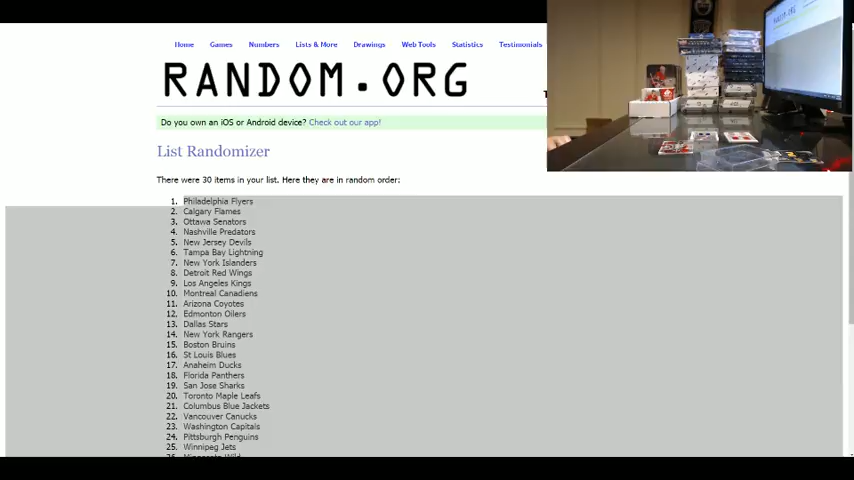 Home Games Numbers Lists & More Drawings Web Tools Statistics Testimonials
RANDOM.ORG
Do you own an iOS or Android device? Check out our app!
List Randomizer
There were 30 items in your list. Here they are in random order:
1. Philadelphia Flyers
2. Calgary Flames
3. Ottawa Senators
4. Nashville Predators
5. New Jersey Devils
6. Tampa Bay Lightning
7. New York Islanders
8. Detroit Red Wings
9. Los Angeles Kings
10. Montreal Canadiens
11. Arizona Coyotes
12. Edmonton Oilers
13. Dallas Stars
14. New York Rangers
15. Boston Bruins
16. St Louis Blues
17. Anaheim Ducks
18. Florida Panthers
19. San Jose Sharks
20. Toronto Maple Leafs
21. Columbus Blue Jackets
22. Vancouver Canucks
23. Washington Capitals
24. Pittsburgh Penguins
25. Winnipeg Jets
26. Minnesota Wild